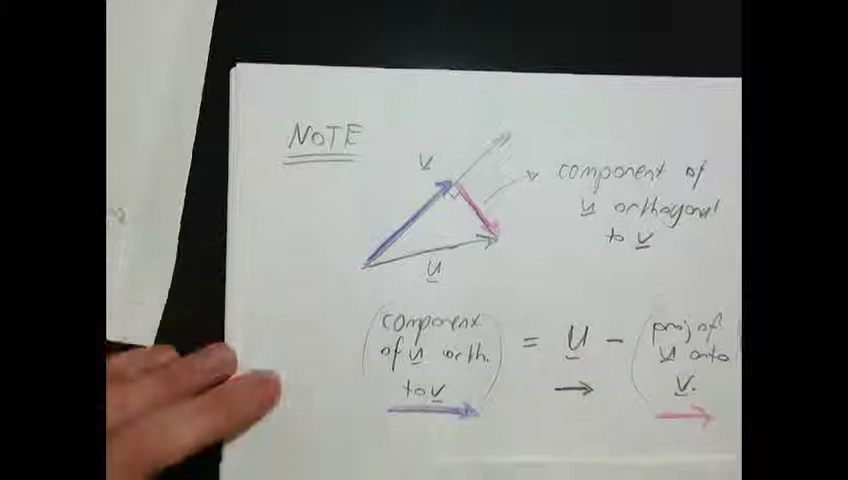 NOTE
v
component of
u orthogonal
to v
u
(component
of u orth.
to v) = u - (proj of
u onto
v.